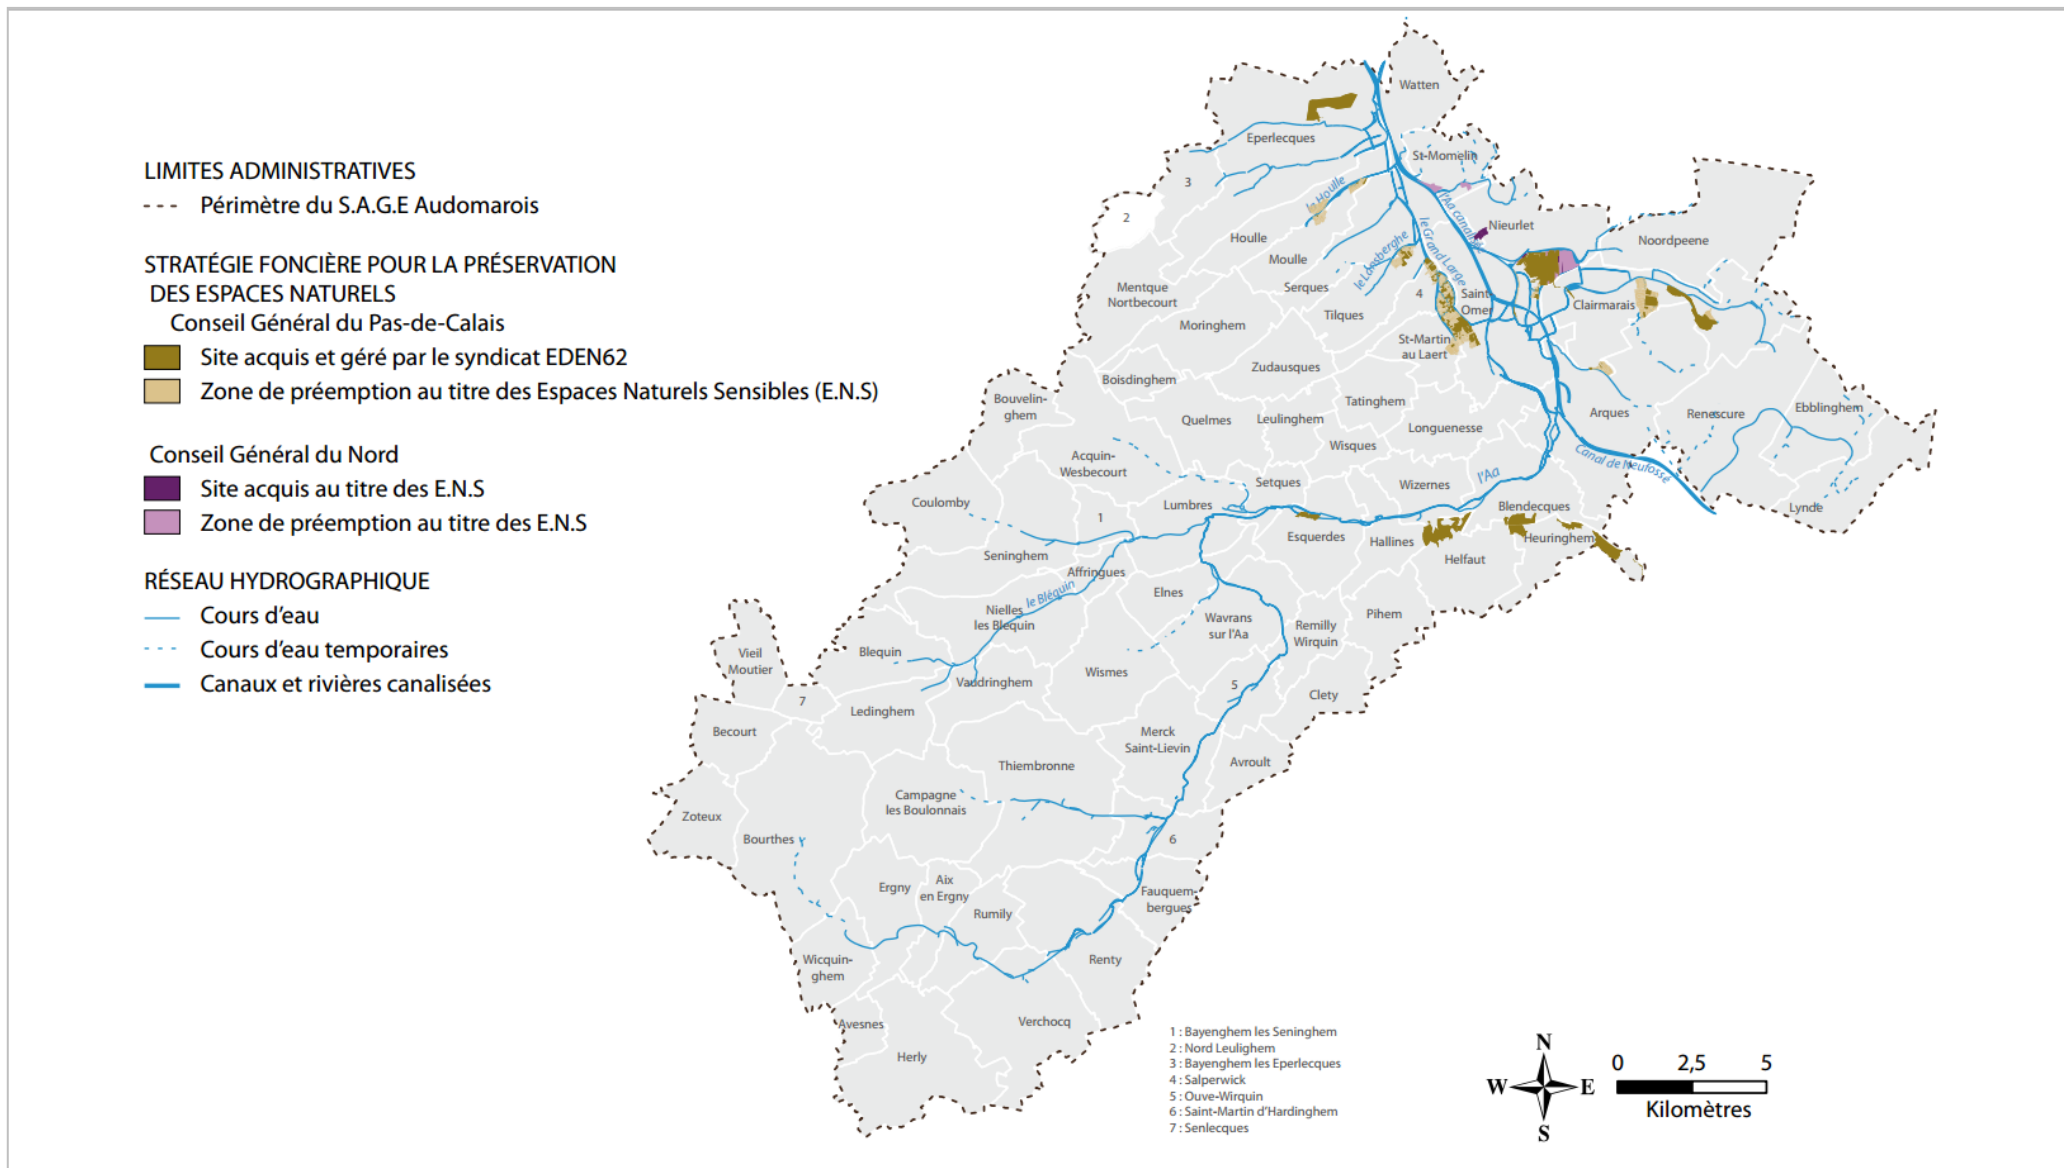 LIMITES ADMINISTRATIVES
Périmètre du S.A.G.E Audomarois
STRATÉGIE FONCIÈRE POUR LA PRÉSERVATION
DES ESPACES NATURELS
Conseil Général du Pas-de-Calais
Site acquis et géré par le syndicat EDEN62
Zone de préemption au titre des Espaces Naturels Sensibles (E.N.S)
Conseil Général du Nord
Site acquis au titre des E.N.S
Zone de préemption au titre des E.N.S
RÉSEAU HYDROGRAPHIQUE
Cours d'eau
Cours d'eau temporaires
Canaux et rivières canalisées
Watten
Eperlecques
St-Momelin
3
le Houlle
l'Aa canalisée
2
Nieurlet
Houlle
Noordpeene
le Grand Large
le Lansberghe
Moulle
Mentque
Nortbecourt
Serques
4
Saint
Omer
Clairmarais
Tilques
Moringhem
St-Martin
au Laert
Zudausques
Boisdinghem
Bouvelin-
ghem
Tatinghem
Arques
Renescure
Ebblinghem
Quelmes
Leulinghem
Longuenesse
Wisques
Acquin-
Wesbecourt
Canal de Neufossé
l'Aa
Setques
Wizernes
Coulomby
Lumbres
Blendecques
Lynde
1
Esquerdes
Hallines
Heuringhem
Seninghem
Helfaut
Affringues
le Bléquin
Elnes
Nielles
les Blequin
Wavrans
sur l'Aa
Remilly
Wirquin
Pihem
Blequin
Vieil
Moutier
Wismes
Vaudringhem
5
Clety
7
Ledinghem
Becourt
Merck
Saint-Lievin
Avroult
Thiembronne
Campagne
les Boulonnais
Zoteux
Bourthes
6
Ergny
Aix
en Ergny
Fauquem-
bergues
Rumily
Wicquin-
ghem
Renty
Avesnes
Verchocq
Herly
1 : Bayenghem les Seninghem
2 : Nord Leulighem
3 : Bayenghem les Eperlecques
4 : Salperwick
5 : Ouve-Wirquin
6 : Saint-Martin d'Hardinghem
7 : Senlecques
N
W E
S
0 2,5 5
Kilomètres